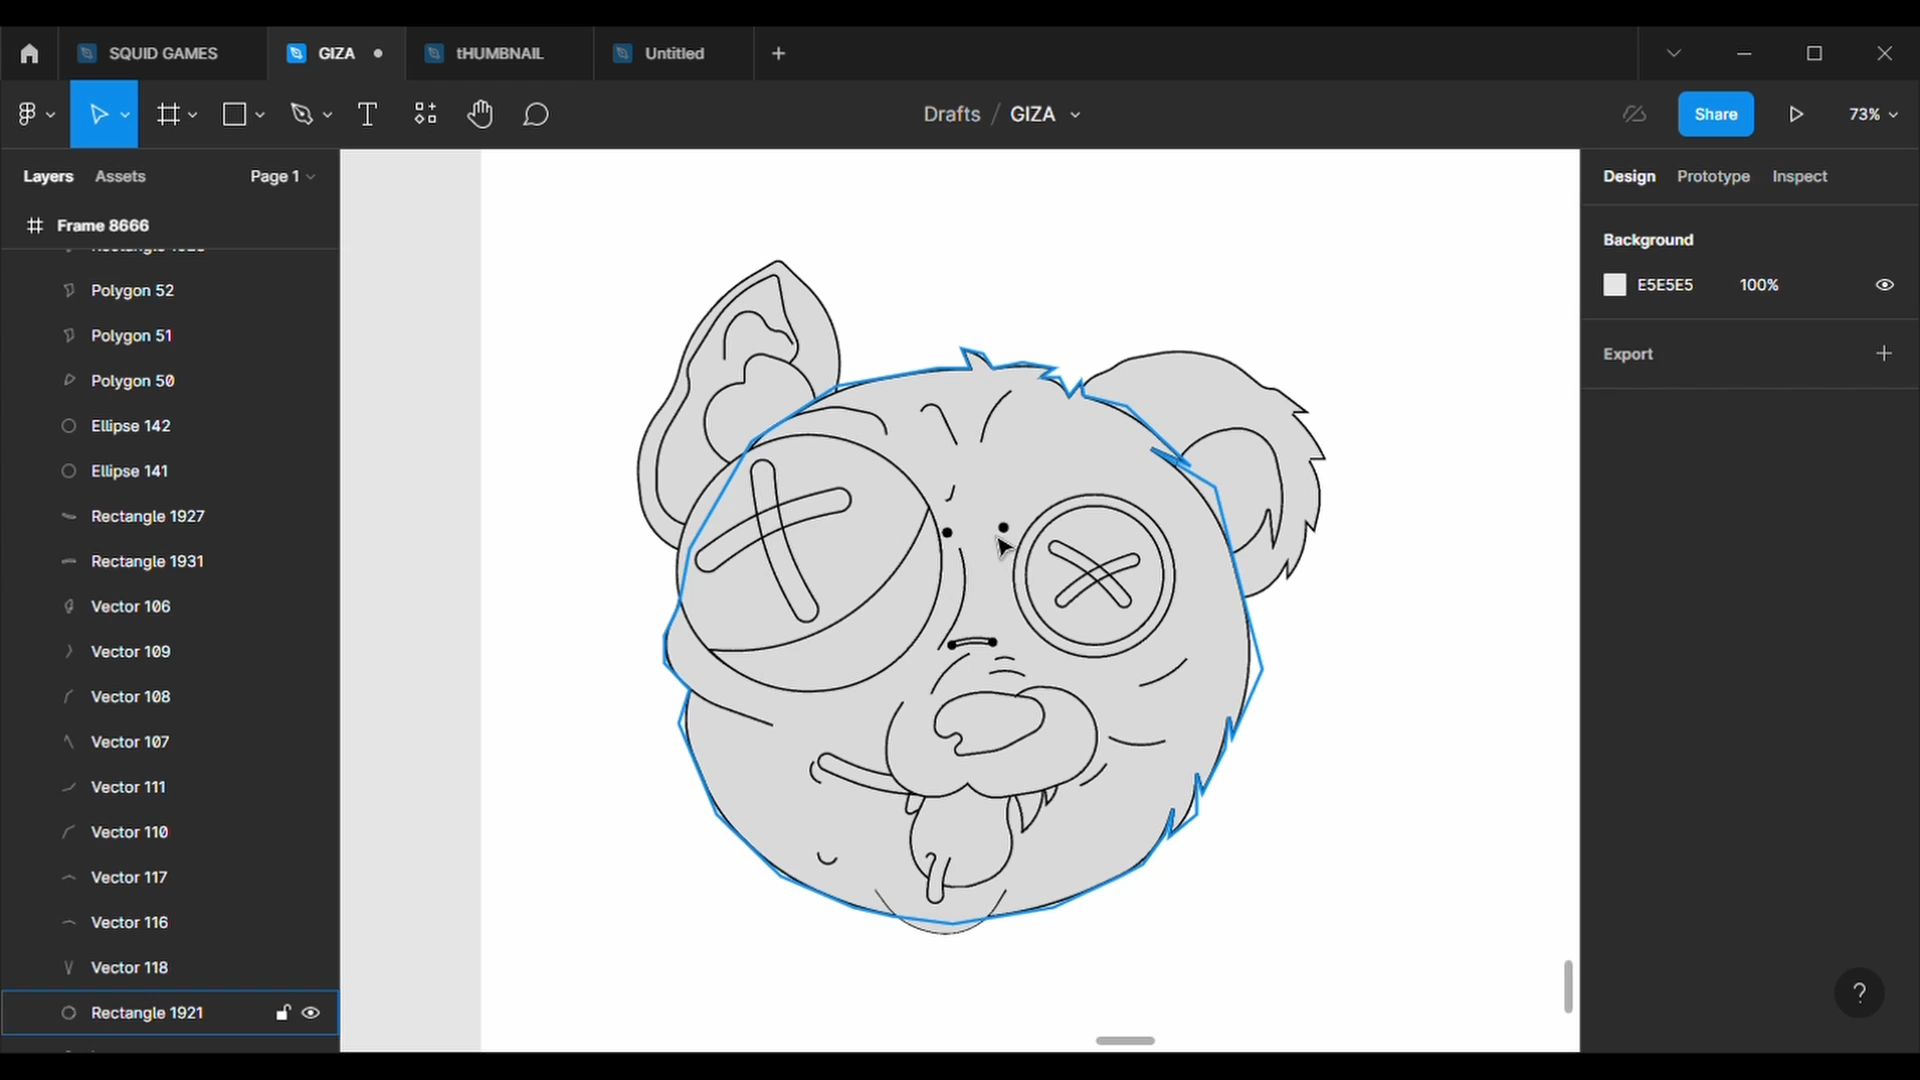 SQUID GAMES
GIZA
tHUMBNAIL
Untitled
Drafts / GIZA
Share
73%
Layers
Assets
Page 1
Design
Prototype
Inspect
Frame 8666
Background
E5E5E5
100%
Export
Polygon 52
Polygon 51
Polygon 50
Ellipse 142
Ellipse 141
Rectangle 1927
Rectangle 1931
Vector 106
Vector 109
Vector 108
Vector 107
Vector 111
Vector 110
Vector 117
Vector 116
Vector 118
Rectangle 1921
?